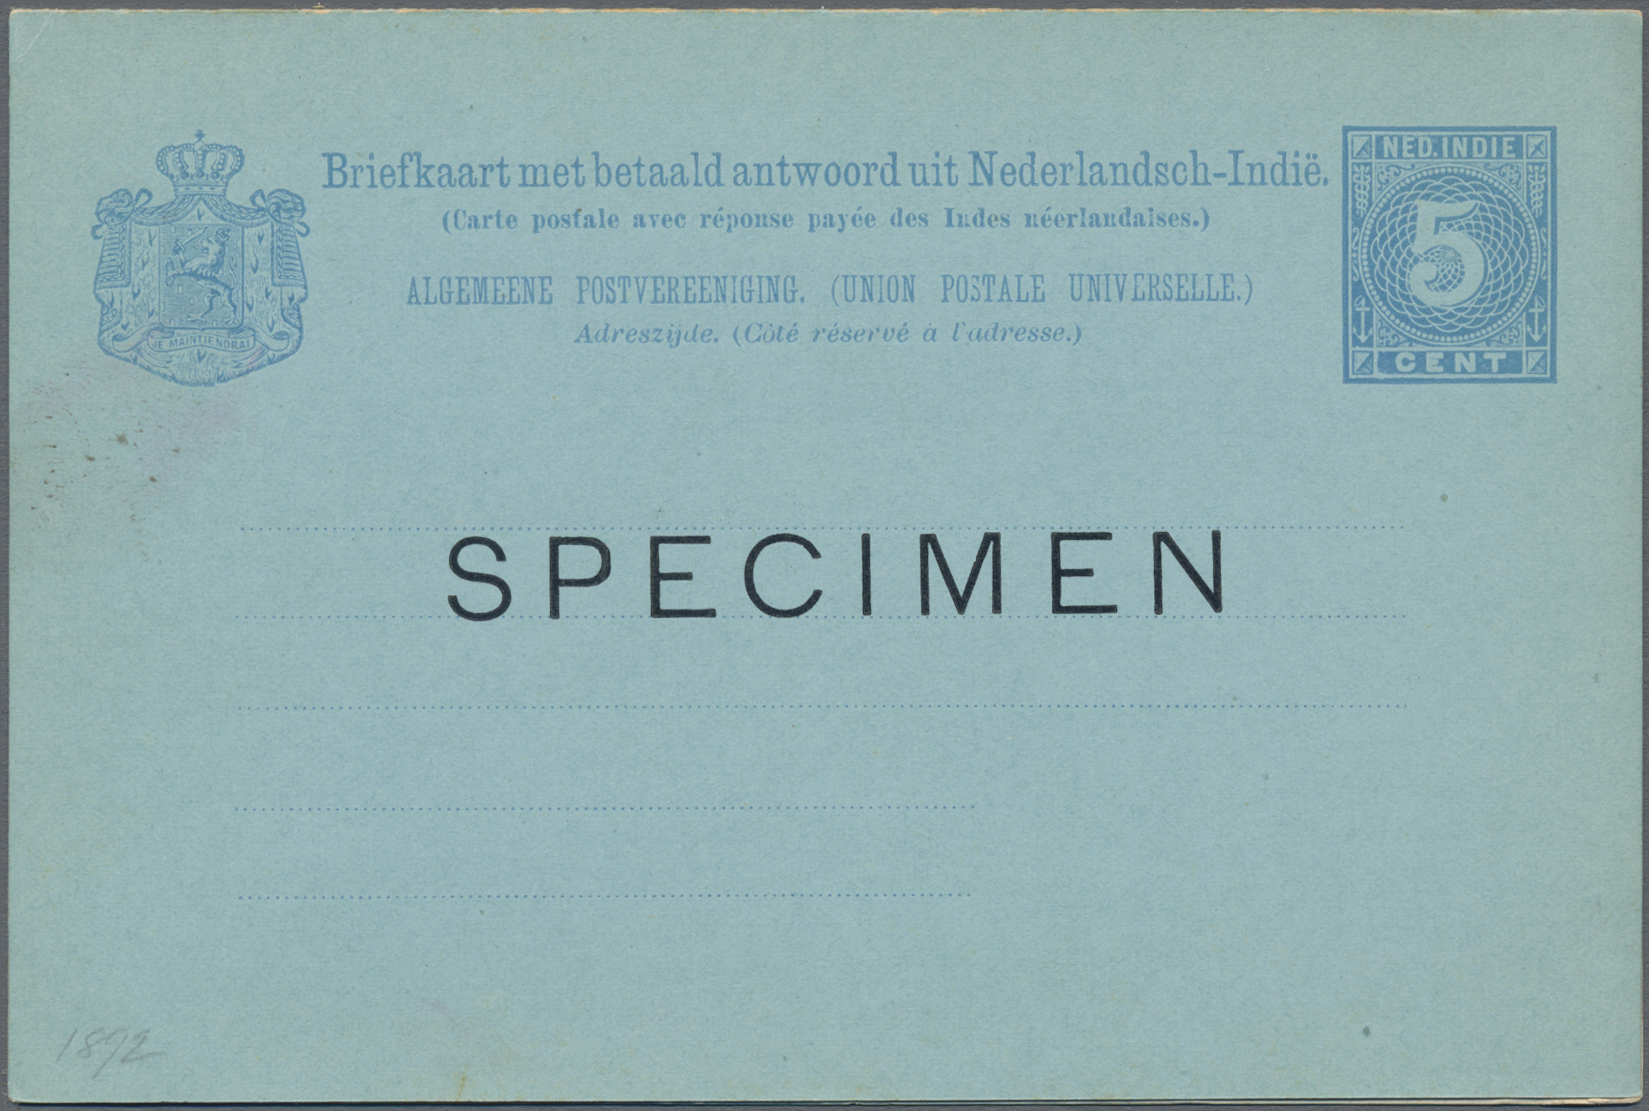 Briefkaart met betaald antwoord uit Nederlandsch-Indië.
(Carte postale avec réponse payée des Indes néerlandaises.)
ALGEMEENE POSTVEREENIGING. (UNION POSTALE UNIVERSELLE.)
Adreszijde. (Côté réservé à l'adresse.)
JE MAINTIENDRAI
NED. INDIE
5
CENT
SPECIMEN
1892